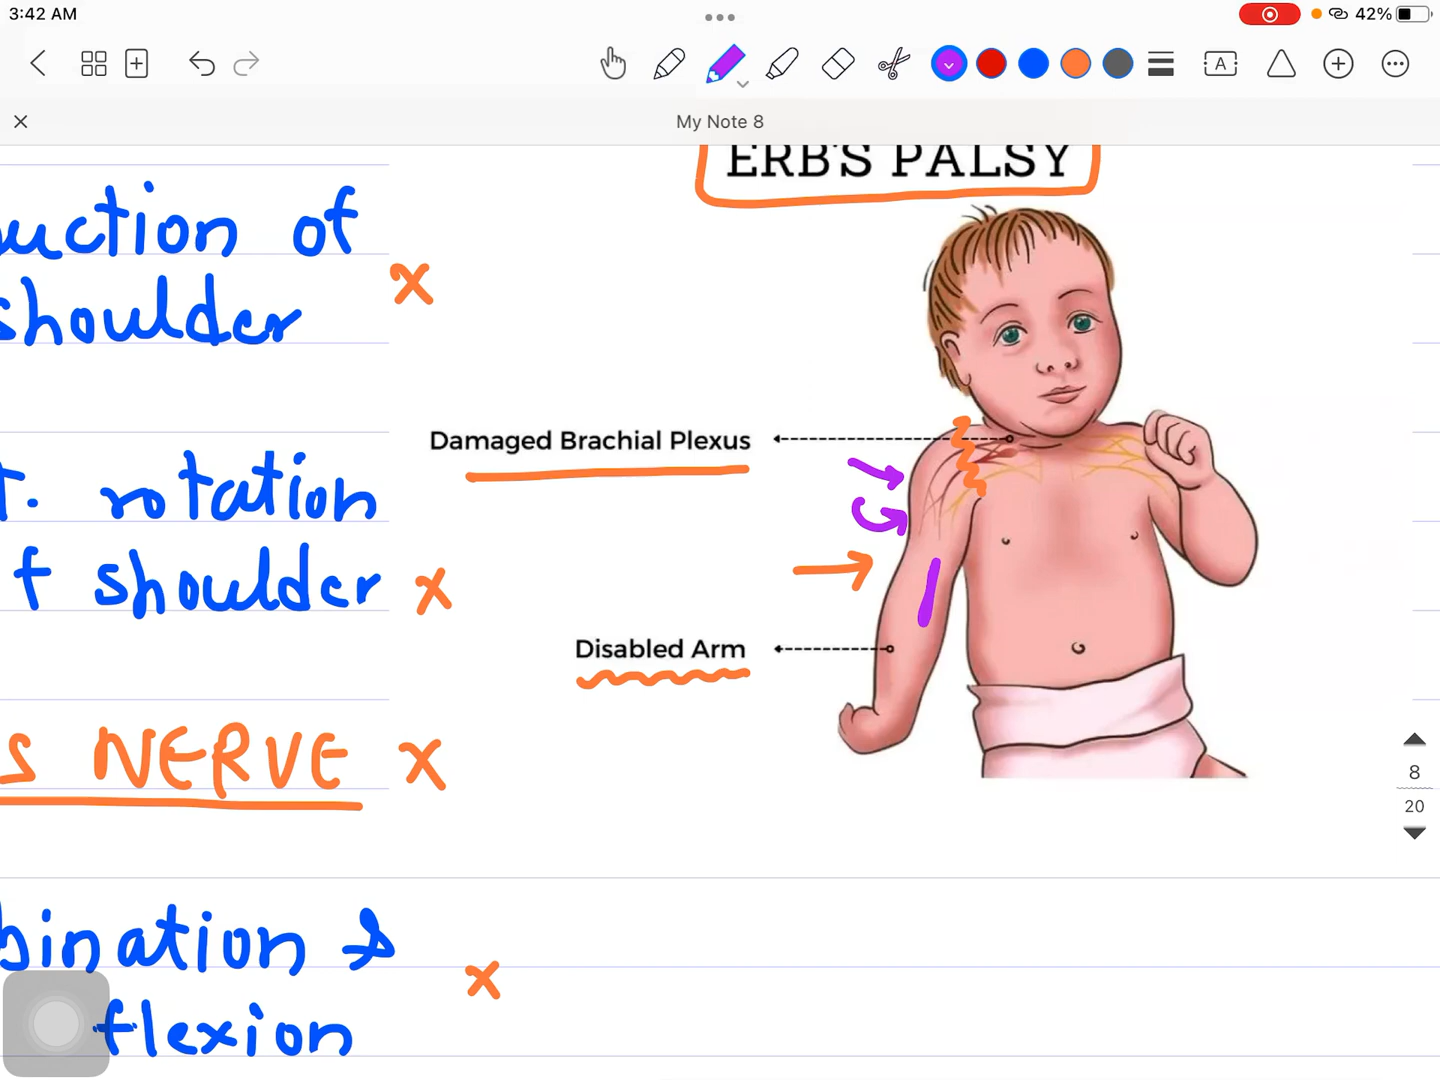 3:42 AM
42%
A
My Note 8
ERB'S PALSY
uction of
shoulder x
Damaged Brachial Plexus
t. rotation
f shoulder x
Disabled Arm
S NERVE x
8
20
bination &
flexion x